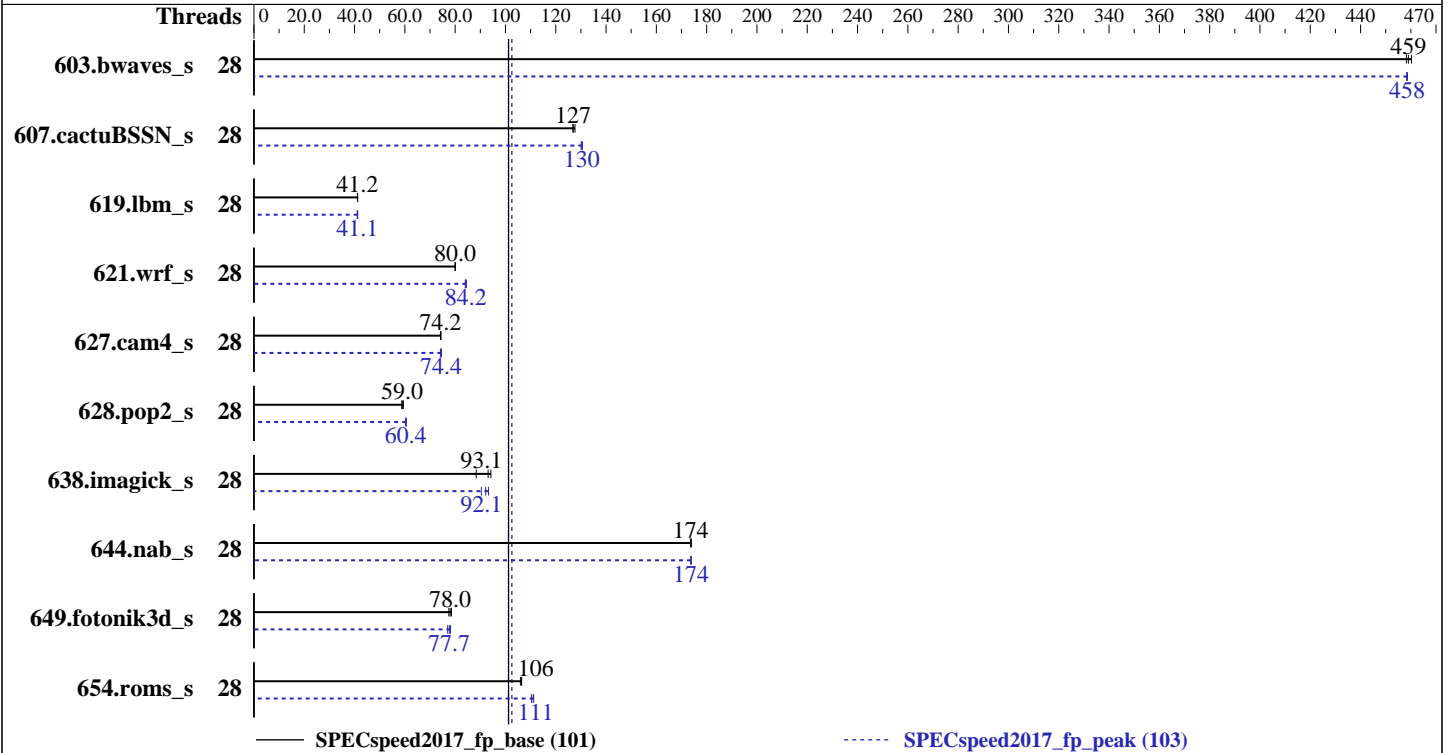 Threads 0 20.0 40.0 60.0 80.0 100 120 140 160 180 200 220 240 260 280 300 320 340 360 380 400 420 440 470
459
603.bwaves_s 28
458
127
607.cactuBSSN_s 28
130
41.2
619.lbm_s 28
41.1
80.0
621.wrf_s 28
84.2
74.2
627.cam4_s 28
74.4
59.0
628.pop2_s 28
60.4
93.1
638.imagick_s 28
92.1
174
644.nab_s 28
174
78.0
649.fotonik3d_s 28
77.7
106
654.roms_s 28
111
SPECspeed2017_fp_base (101) SPECspeed2017_fp_peak (103)